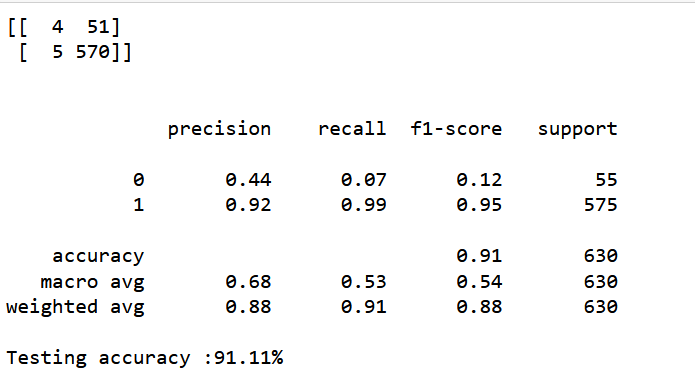 [[  4  51]
 [  5 570]]
              precision    recall  f1-score   support
           0       0.44      0.07      0.12        55
           1       0.92      0.99      0.95       575
    accuracy                           0.91       630
   macro avg       0.68      0.53      0.54       630
weighted avg       0.88      0.91      0.88       630
Testing accuracy :91.11%